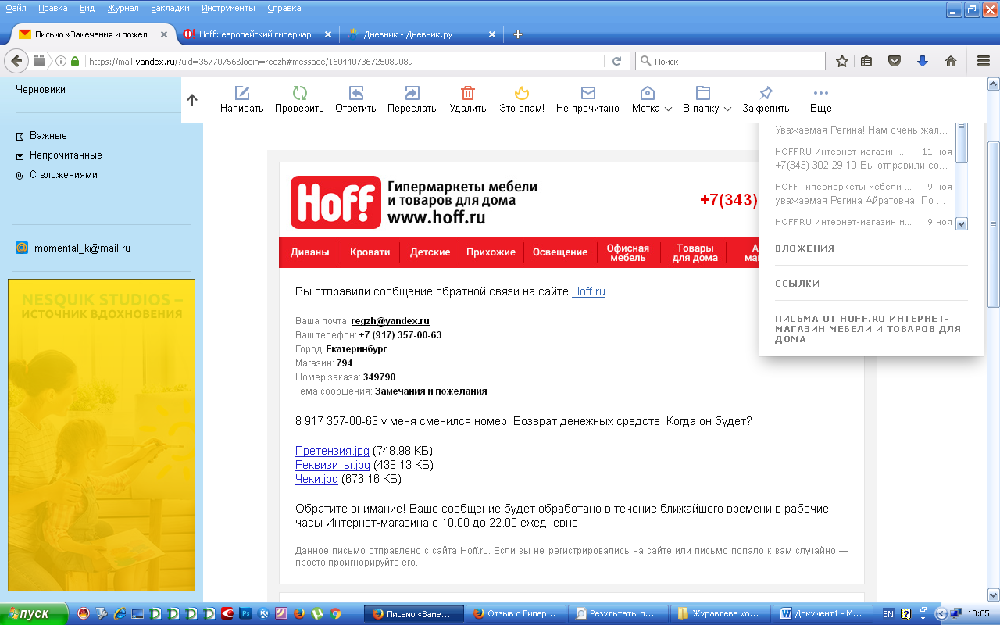 Файл Правка Вид Журнал Закладки Инструменты Справка
Письмо «Замечания и пожел... Hoff: европейский гипермар... Дневник - Дневник.ру
https://mail.yandex.ru/?uid=35770756&login=regzh#message/160440736725089089 Поиск
Черновики
Важные
Непрочитанные
С вложениями
momental_k@mail.ru
NESQUIK STUDIOS –
ИСТОЧНИК ВДОХНОВЕНИЯ
Написать Проверить Ответить Переслать Удалить Это спам! Не прочитано Метка В папку Закрепить Ещё
Hoff
Гипермаркеты мебели
и товаров для дома
www.hoff.ru
+7(343)
Диваны Кровати Детские Прихожие Освещение Офисная мебель Товары для дома
Вы отправили сообщение обратной связи на сайте Hoff.ru
Ваша почта: regzh@yandex.ru
Ваш телефон: +7 (917) 357-00-63
Город: Екатеринбург
Магазин: 794
Номер заказа: 349790
Тема сообщения: Замечания и пожелания
8 917 357-00-63 у меня сменился номер. Возврат денежных средств. Когда он будет?
Претензия.jpg (748.98 КБ)
Реквизиты.jpg (438.13 КБ)
Чеки.jpg (676.16 КБ)
Обратите внимание! Ваше сообщение будет обработано в течение ближайшего времени в рабочие
часы Интернет-магазина с 10.00 до 22.00 ежедневно.
Данное письмо отправлено с сайта Hoff.ru. Если вы не регистрировались на сайте или письмо попало к вам случайно —
просто проигнорируйте его.
Уважаемая Регина! Нам очень жал...
HOFF.RU Интернет-магазин ... 11 ноя
+7(343) 302-29-10 Вы отправили со...
HOFF Гипермаркеты мебели ... 9 ноя
уважаемая Регина Айратовна. По ...
HOFF.RU Интернет-магазин м... 9 ноя
ВЛОЖЕНИЯ
ССЫЛКИ
ПИСЬМА ОТ HOFF.RU ИНТЕРНЕТ-
МАГАЗИН МЕБЕЛИ И ТОВАРОВ ДЛЯ
ДОМА
пуск Письмо «Заме... Отзыв о Гипер... Результаты п... Журавлева хо... Документ1 - М... EN 13:05